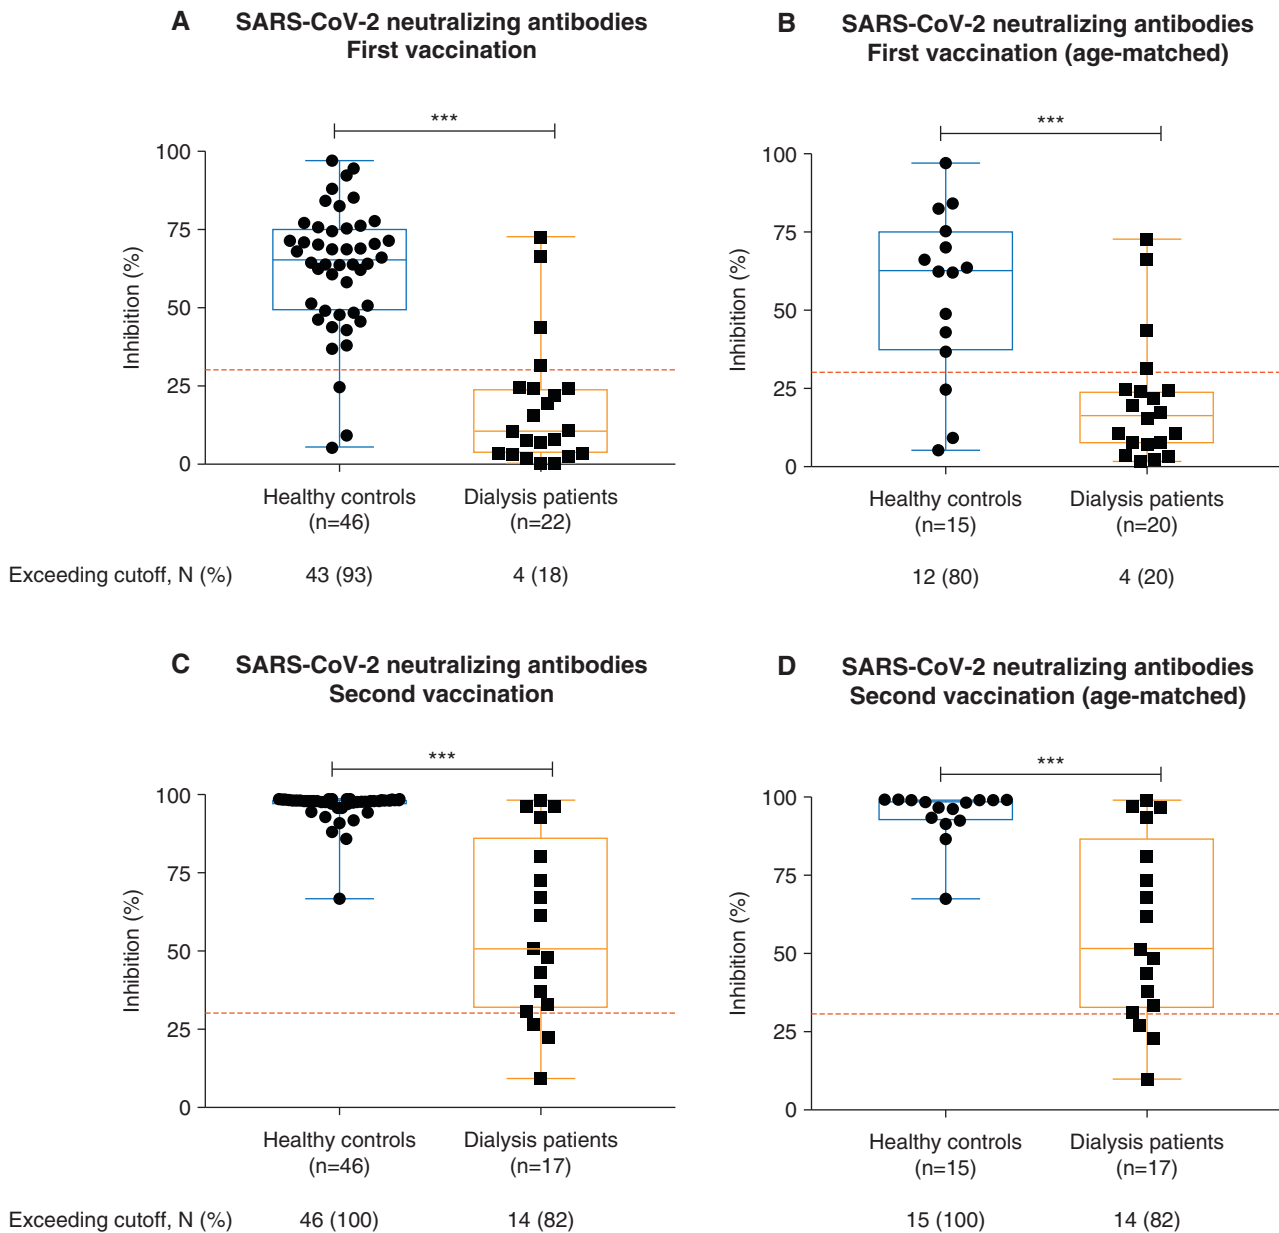 A SARS-CoV-2 neutralizing antibodies
First vaccination
***
100
75
50
25
0
Inhibition (%)
Healthy controls
(n=46)
Dialysis patients
(n=22)
Exceeding cutoff, N (%) 43 (93) 4 (18)
B SARS-CoV-2 neutralizing antibodies
First vaccination (age-matched)
***
100
75
50
25
0
Inhibition (%)
Healthy controls
(n=15)
Dialysis patients
(n=20)
12 (80) 4 (20)
C SARS-CoV-2 neutralizing antibodies
Second vaccination
***
100
75
50
25
0
Inhibition (%)
Healthy controls
(n=46)
Dialysis patients
(n=17)
Exceeding cutoff, N (%) 46 (100) 14 (82)
D SARS-CoV-2 neutralizing antibodies
Second vaccination (age-matched)
***
100
75
50
25
0
Inhibition (%)
Healthy controls
(n=15)
Dialysis patients
(n=17)
15 (100) 14 (82)